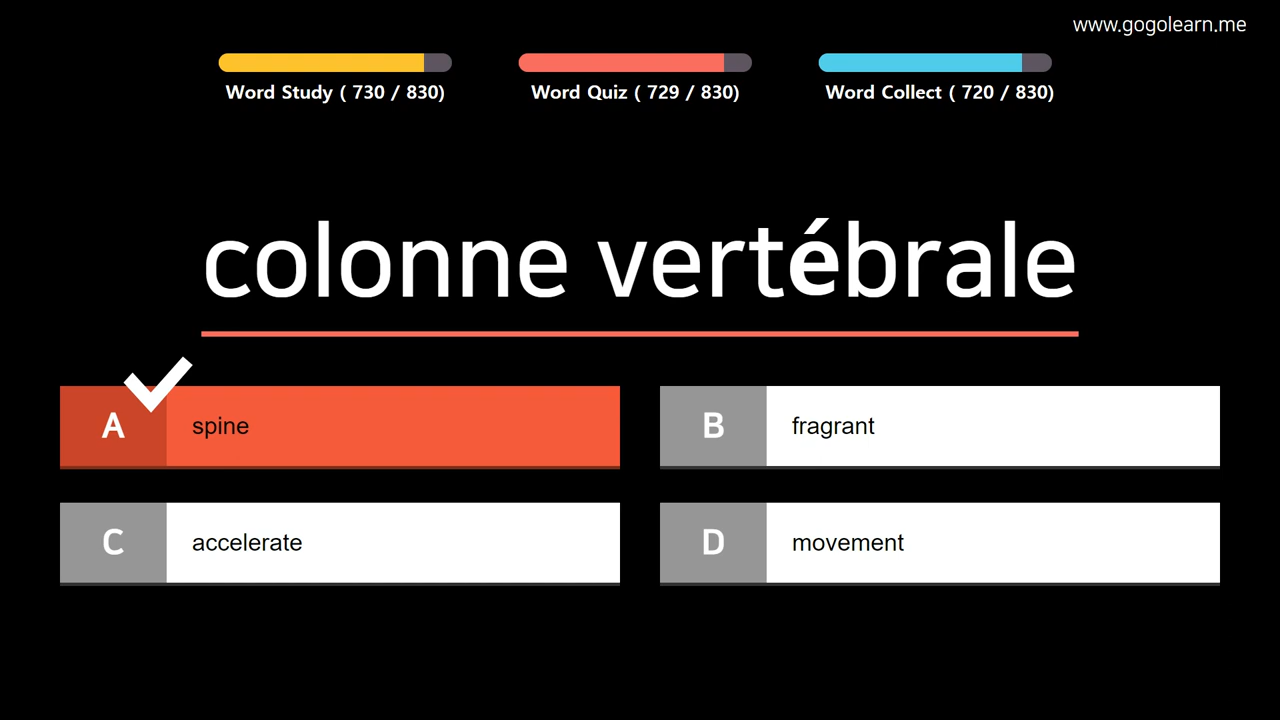 www.gogolearn.me
Word Study ( 730 / 830)
Word Quiz ( 729 / 830)
Word Collect ( 720 / 830)
colonne vertébrale
A spine
B fragrant
C accelerate
D movement